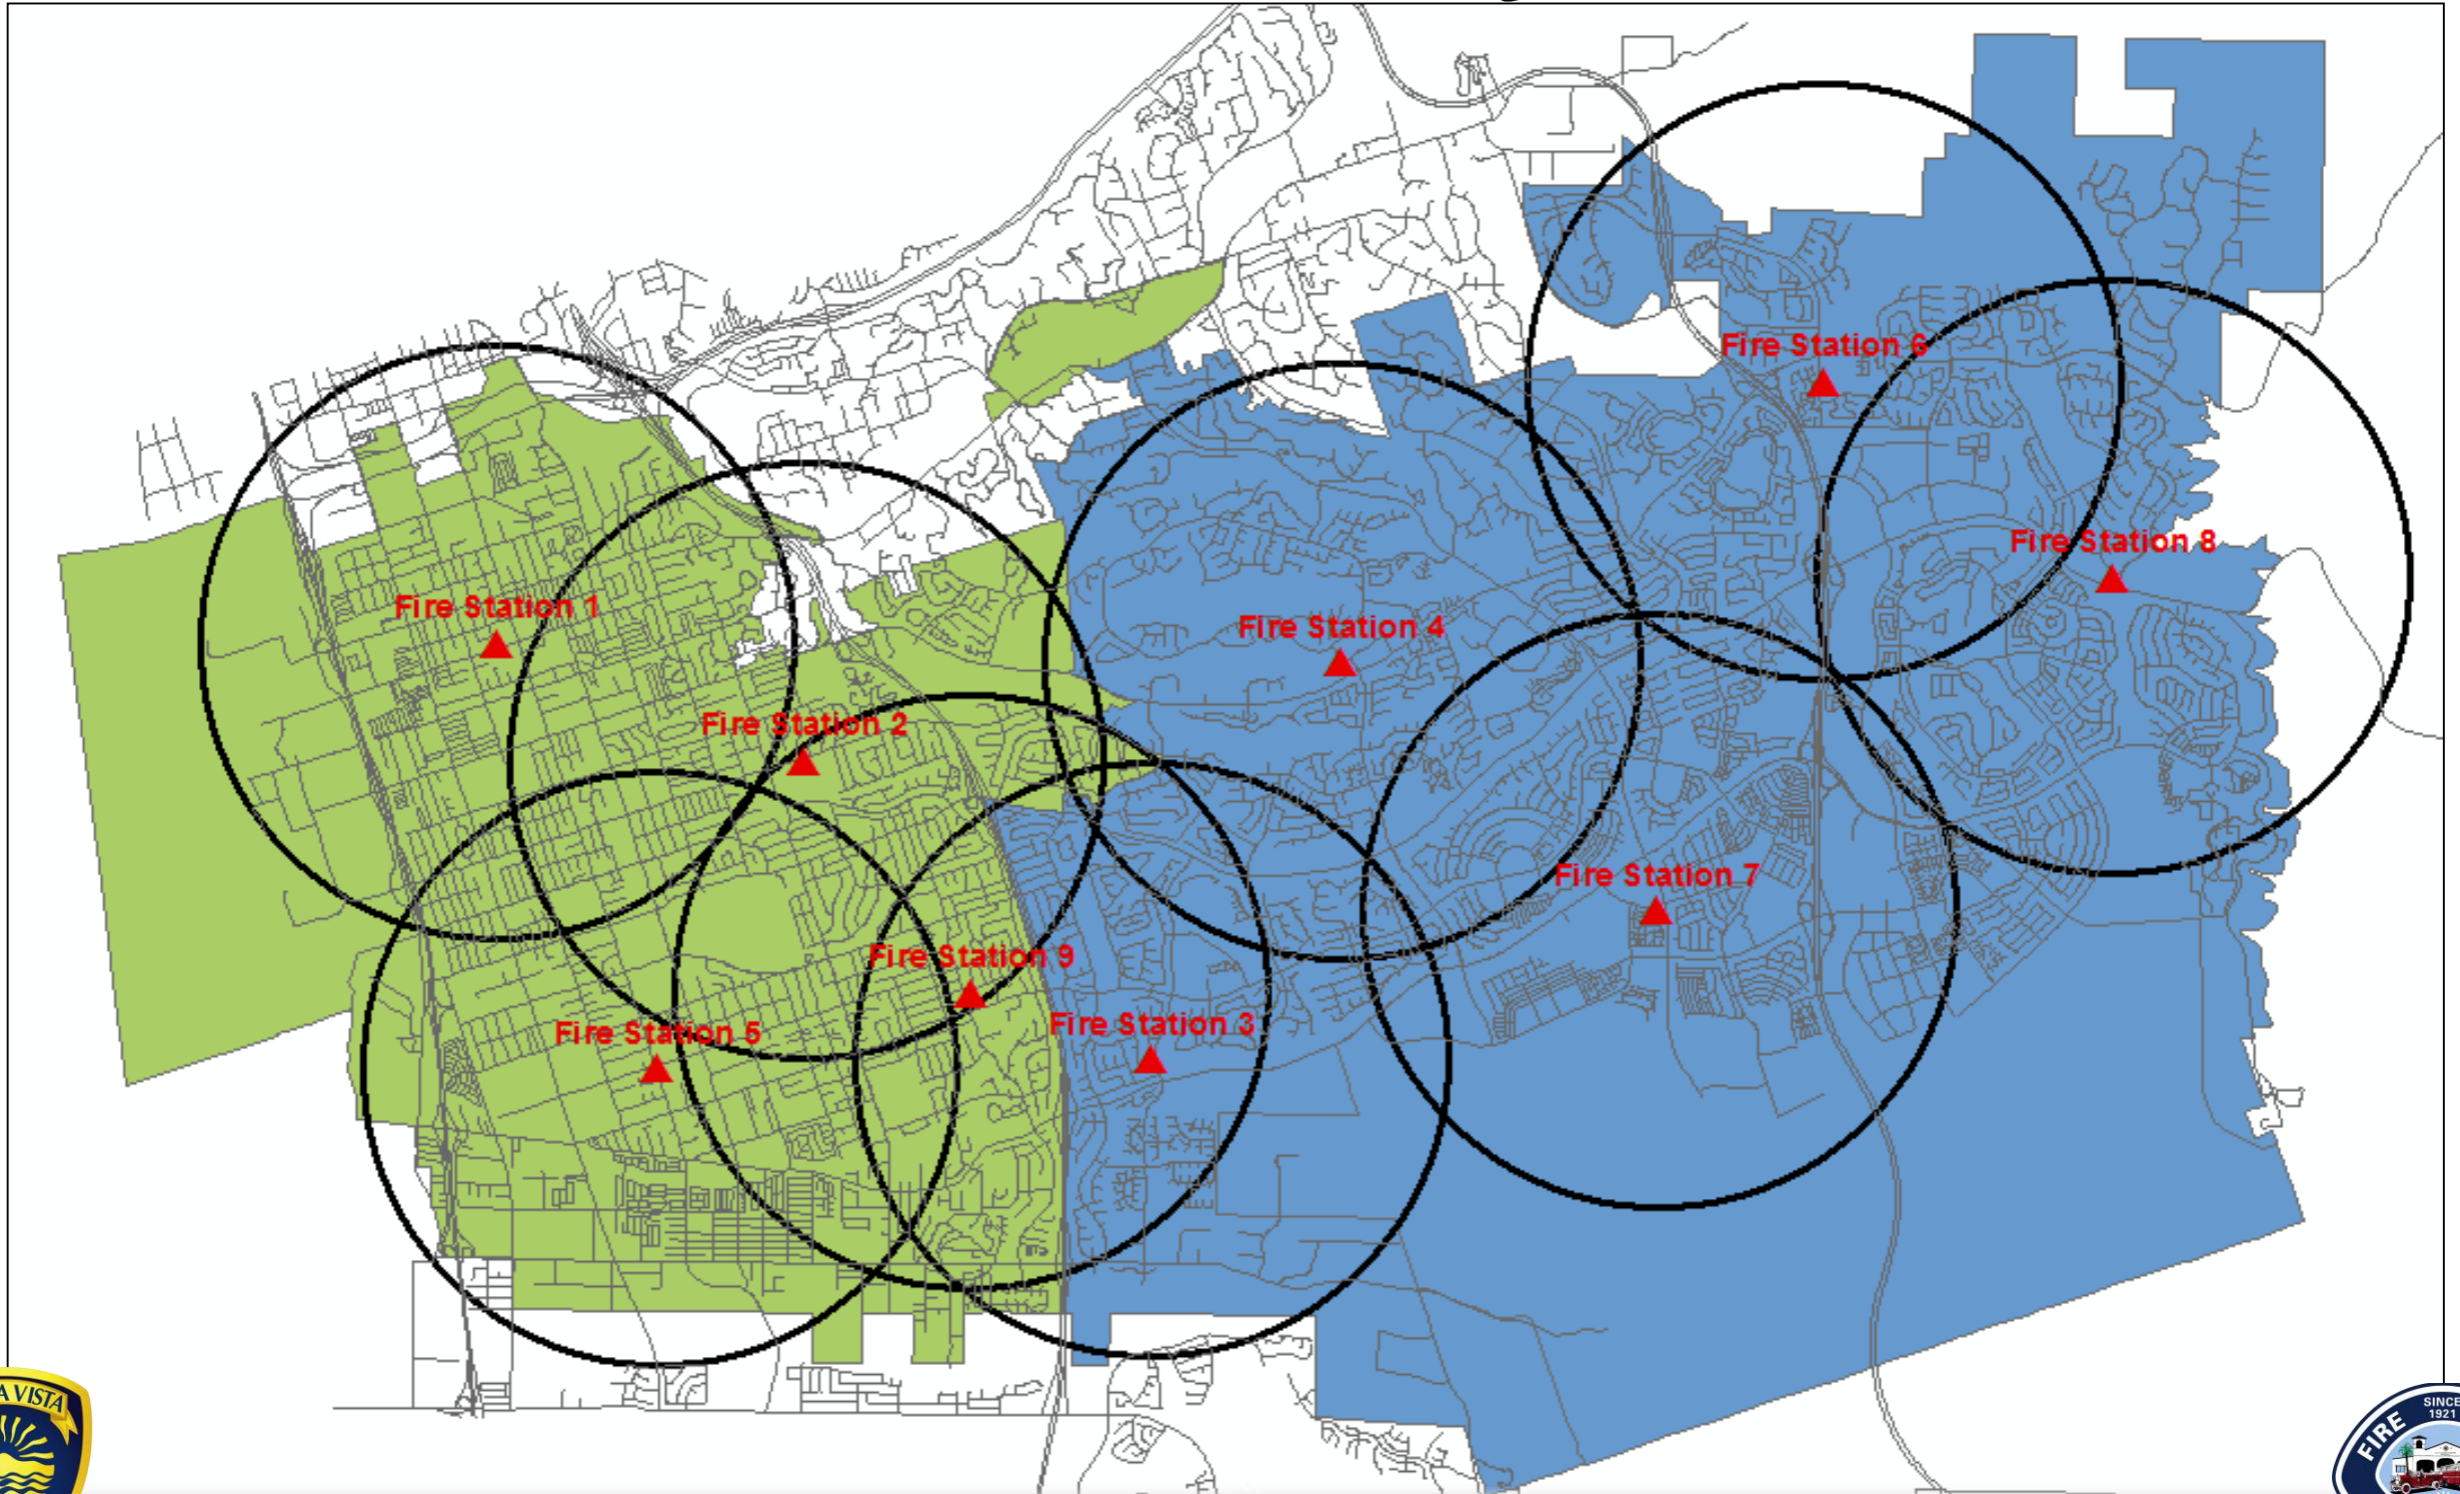 Fire Station 6
Fire Station 8
Fire Station 1
Fire Station 4
Fire Station 2
Fire Station 7
Fire Station 9
Fire Station 3
Fire Station 5
A VISTA
FIRE
SINCE
1921